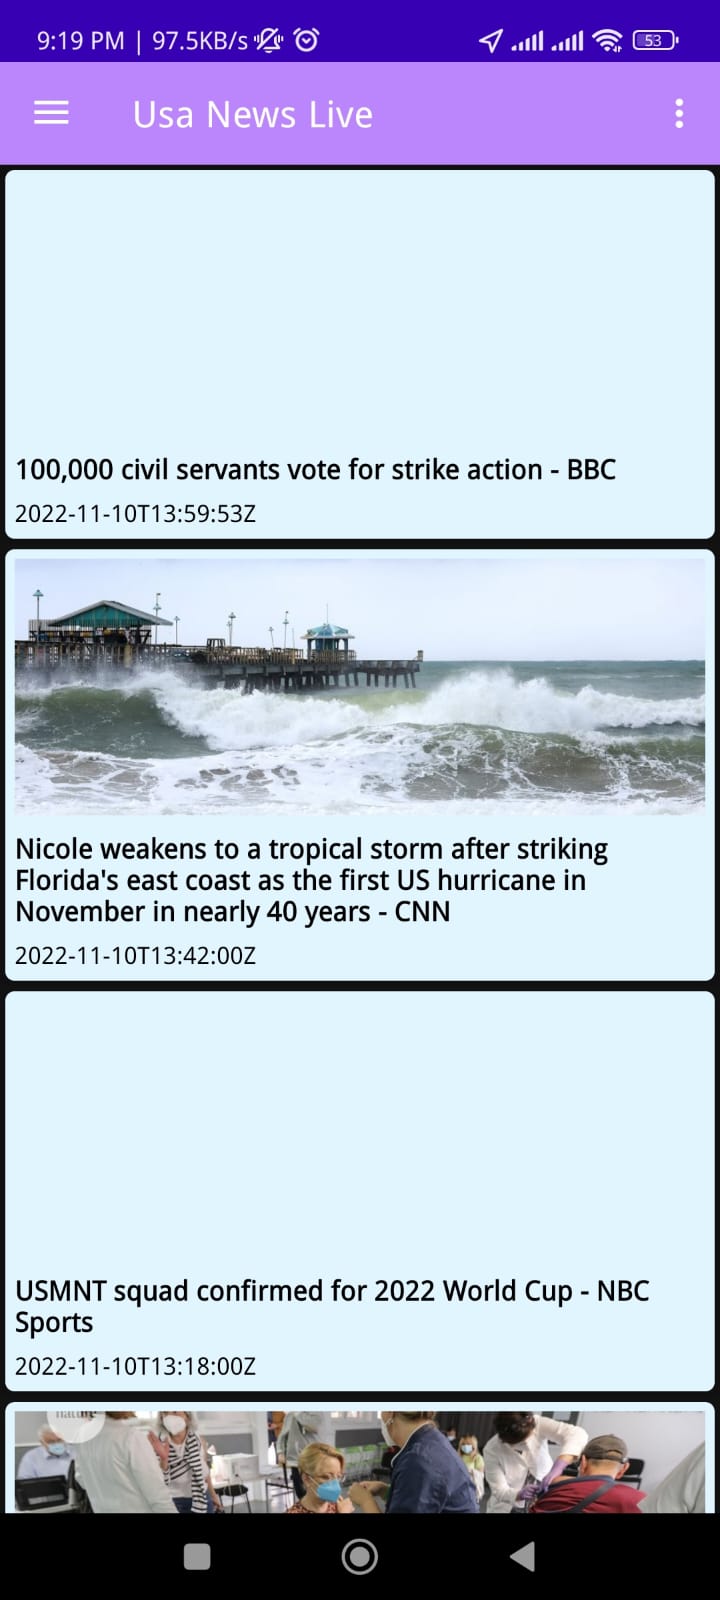 9:19 PM | 97.5KB/s 53
Usa News Live
100,000 civil servants vote for strike action - BBC
2022-11-10T13:59:53Z
Nicole weakens to a tropical storm after striking
Florida's east coast as the first US hurricane in
November in nearly 40 years - CNN
2022-11-10T13:42:00Z
USMNT squad confirmed for 2022 World Cup - NBC
Sports
2022-11-10T13:18:00Z
nature